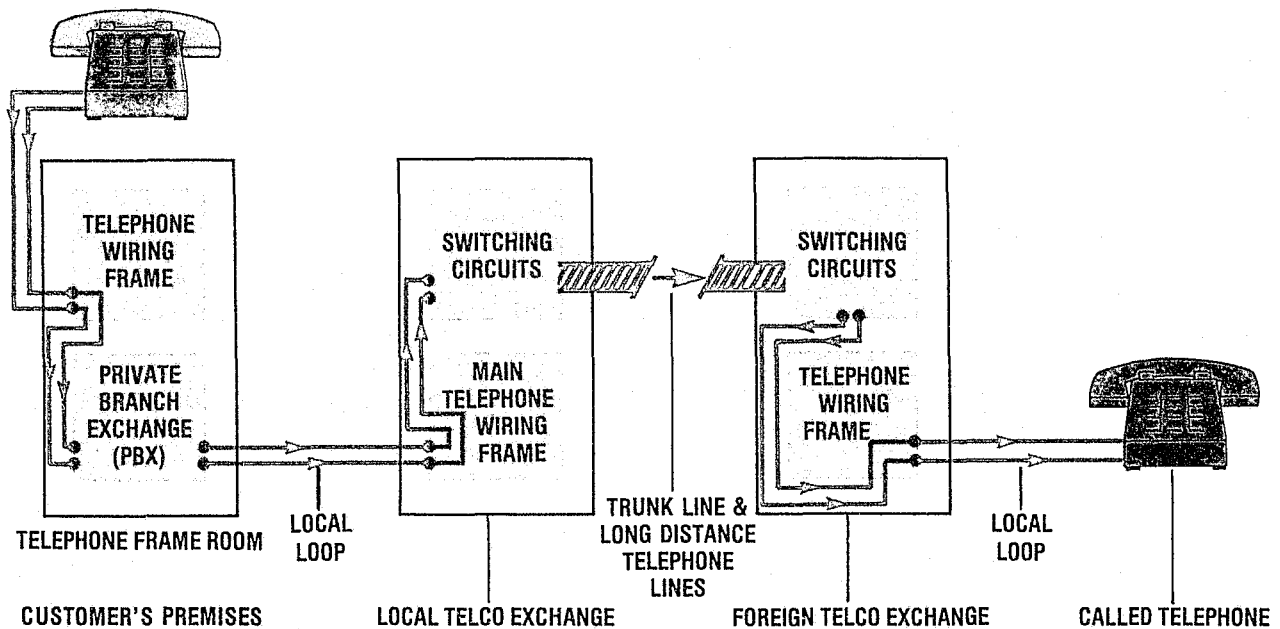 TELEPHONE
WIRING
FRAME
PRIVATE
BRANCH
EXCHANGE
(PBX)
TELEPHONE FRAME ROOM
CUSTOMER'S PREMISES
LOCAL
LOOP
SWITCHING
CIRCUITS
MAIN
TELEPHONE
WIRING
FRAME
LOCAL TELCO EXCHANGE
TRUNK LINE &
LONG DISTANCE
TELEPHONE
LINES
SWITCHING
CIRCUITS
TELEPHONE
WIRING
FRAME
FOREIGN TELCO EXCHANGE
LOCAL
LOOP
CALLED TELEPHONE